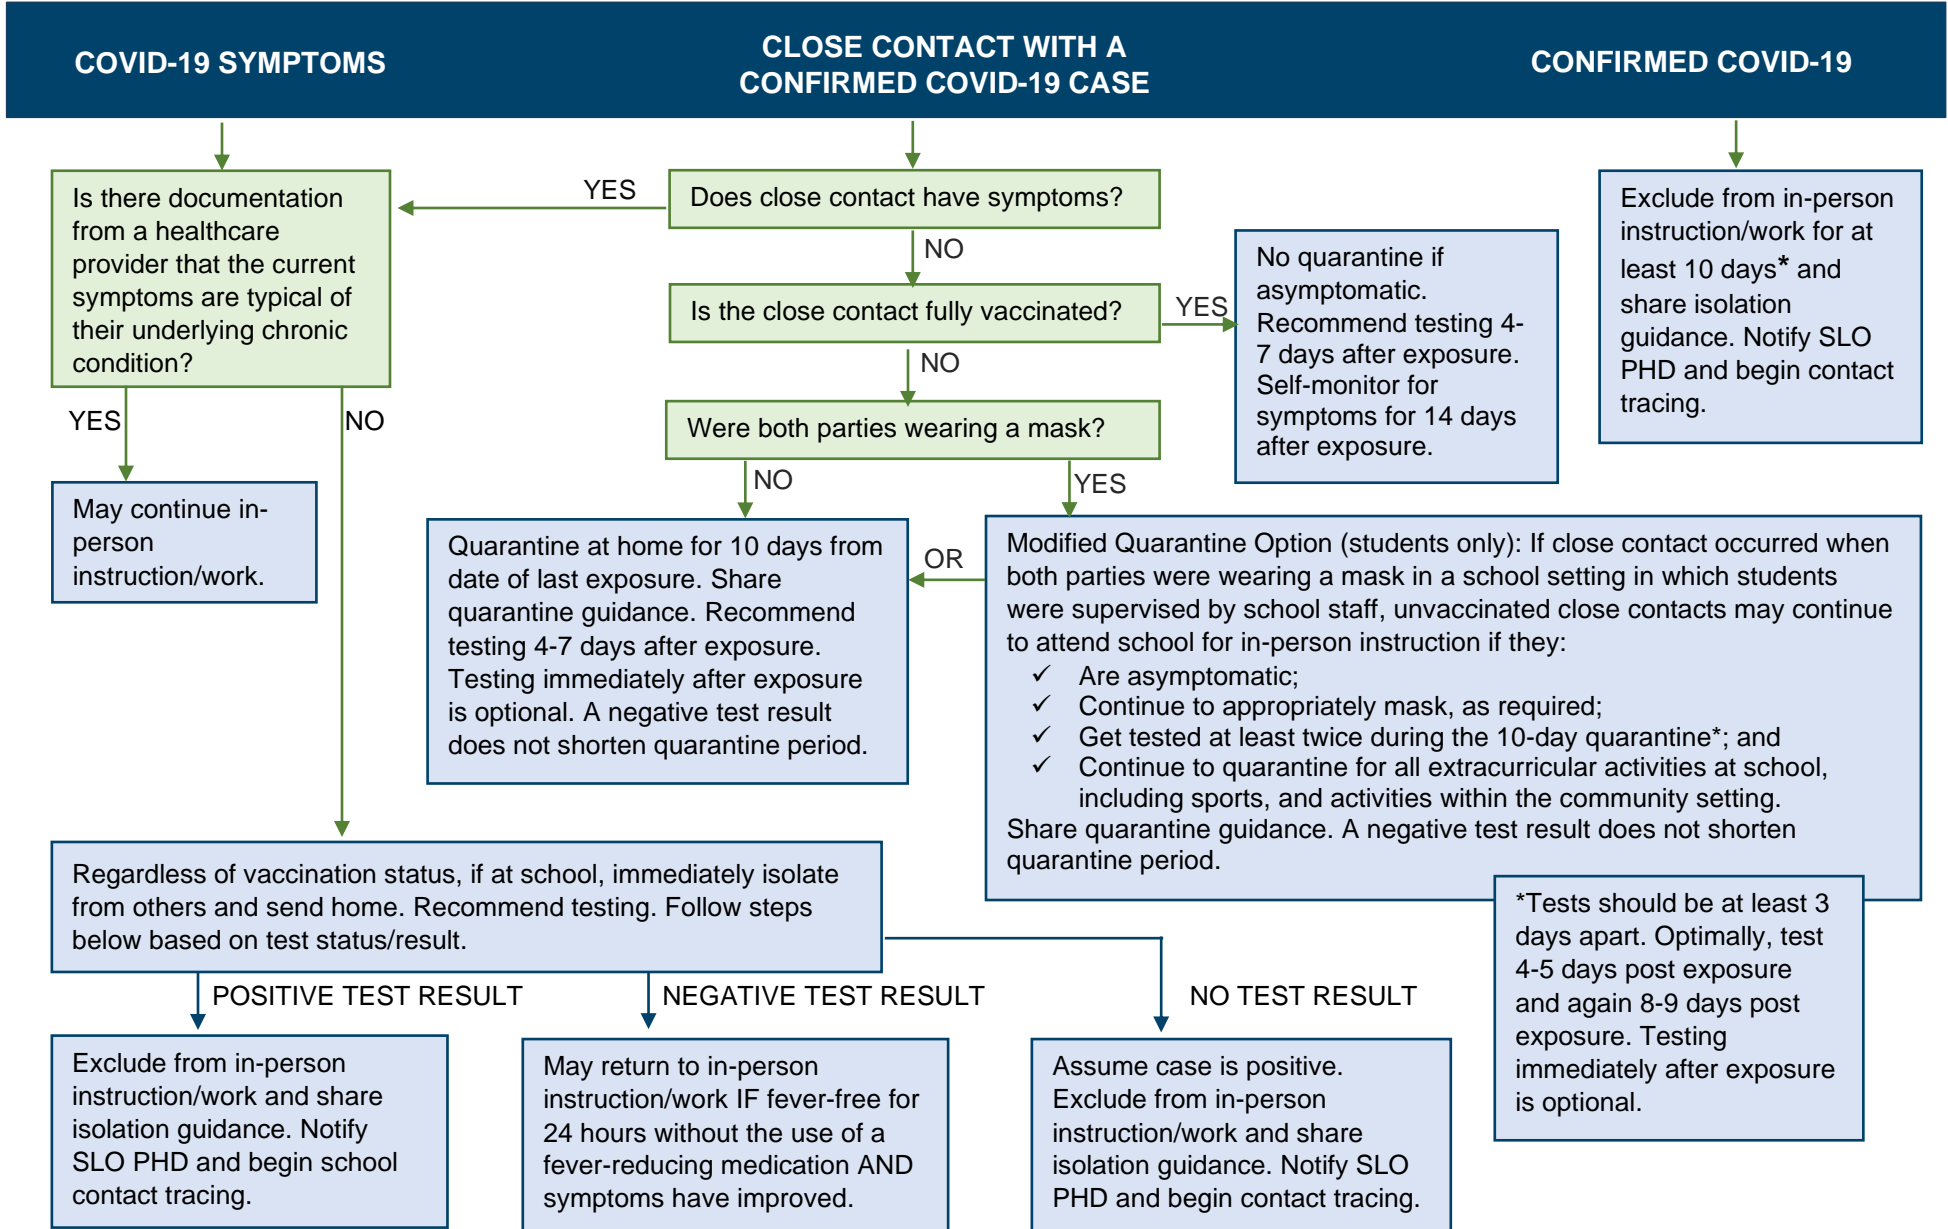 COVID-19 SYMPTOMS
CLOSE CONTACT WITH A
CONFIRMED COVID-19 CASE
CONFIRMED COVID-19
Is there documentation
from a healthcare
provider that the current
symptoms are typical of
their underlying chronic
condition?
YES
NO
May continue in-
person
instruction/work.
YES
Does close contact have symptoms?
NO
Is the close contact fully vaccinated?
YES
NO
Were both parties wearing a mask?
NO
YES
No quarantine if
asymptomatic.
Recommend testing 4-
7 days after exposure.
Self-monitor for
symptoms for 14 days
after exposure.
Exclude from in-person
instruction/work for at
least 10 days* and
share isolation
guidance. Notify SLO
PHD and begin contact
tracing.
Quarantine at home for 10 days from
date of last exposure. Share
quarantine guidance. Recommend
testing 4-7 days after exposure.
Testing immediately after exposure
is optional. A negative test result
does not shorten quarantine period.
OR
Modified Quarantine Option (students only): If close contact occurred when
both parties were wearing a mask in a school setting in which students
were supervised by school staff, unvaccinated close contacts may continue
to attend school for in-person instruction if they:
✓ Are asymptomatic;
✓ Continue to appropriately mask, as required;
✓ Get tested at least twice during the 10-day quarantine*; and
✓ Continue to quarantine for all extracurricular activities at school,
including sports, and activities within the community setting.
Share quarantine guidance. A negative test result does not shorten
quarantine period.
*Tests should be at least 3
days apart. Optimally, test
4-5 days post exposure
and again 8-9 days post
exposure. Testing
immediately after exposure
is optional.
Regardless of vaccination status, if at school, immediately isolate
from others and send home. Recommend testing. Follow steps
below based on test status/result.
POSITIVE TEST RESULT
NEGATIVE TEST RESULT
NO TEST RESULT
Exclude from in-person
instruction/work and share
isolation guidance. Notify
SLO PHD and begin school
contact tracing.
May return to in-person
instruction/work IF fever-free for
24 hours without the use of a
fever-reducing medication AND
symptoms have improved.
Assume case is positive.
Exclude from in-person
instruction/work and share
isolation guidance. Notify SLO
PHD and begin contact tracing.